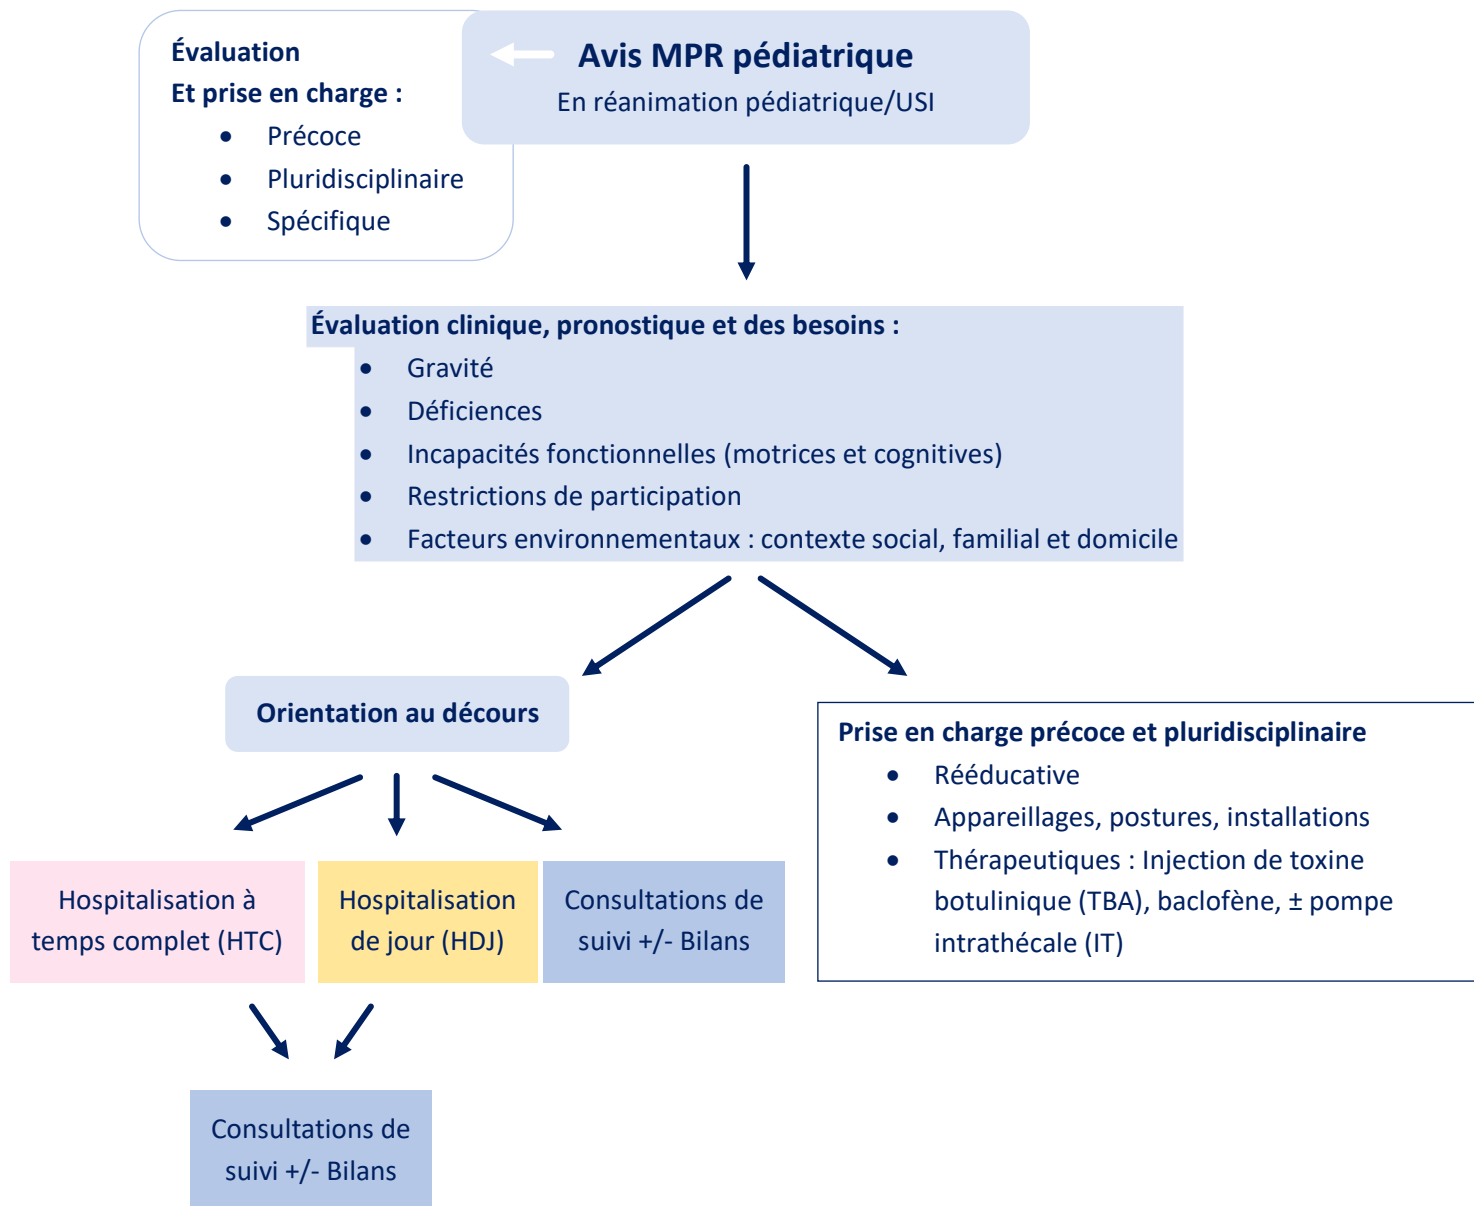 Évaluation
Et prise en charge :
• Précoce
• Pluridisciplinaire
• Spécifique
Avis MPR pédiatrique
En réanimation pédiatrique/USI
Évaluation clinique, pronostique et des besoins :
• Gravité
• Déficiences
• Incapacités fonctionnelles (motrices et cognitives)
• Restrictions de participation
• Facteurs environnementaux : contexte social, familial et domicile
Orientation au décours
Prise en charge précoce et pluridisciplinaire
• Rééducative
• Appareillages, postures, installations
• Thérapeutiques : Injection de toxine
botulinique (TBA), baclofène, ± pompe
intrathécale (IT)
Hospitalisation à
temps complet (HTC)
Hospitalisation
de jour (HDJ)
Consultations de
suivi +/- Bilans
Consultations de
suivi +/- Bilans